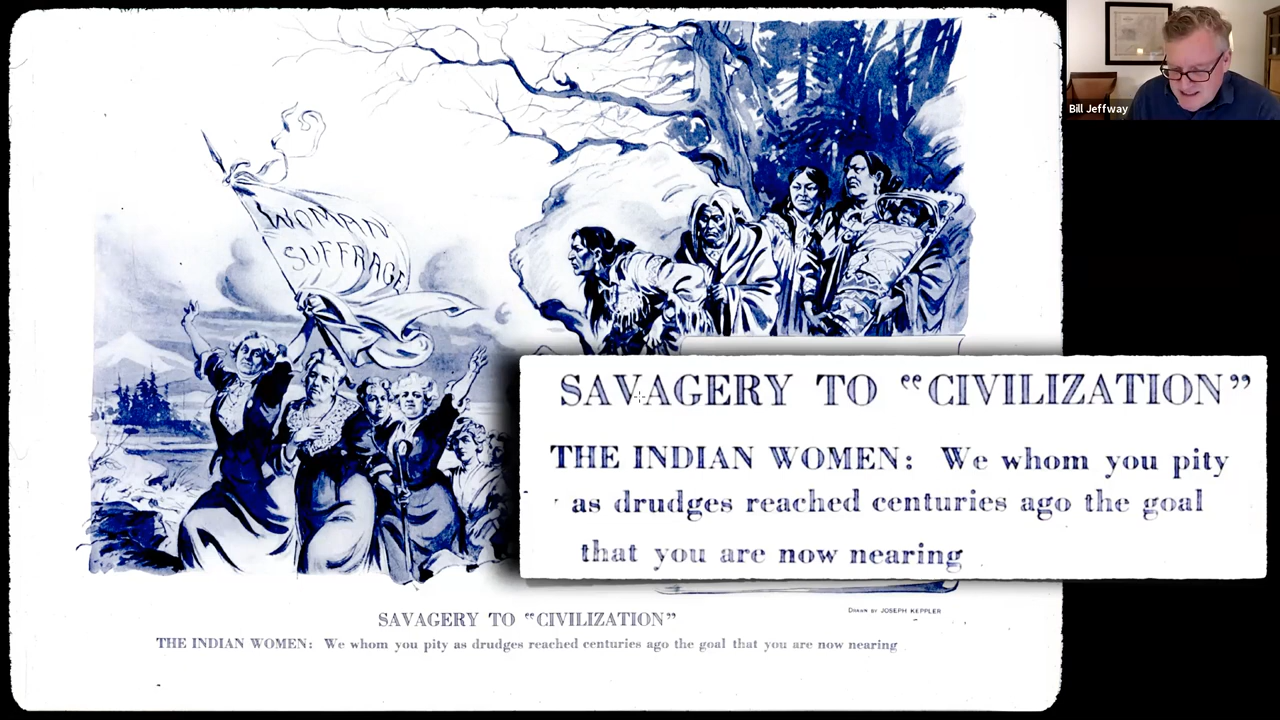 Bill Jeffway
WOMAN
SUFFRAGE
SAVAGERY TO “CIVILIZATION”
THE INDIAN WOMEN: We whom you pity
as drudges reached centuries ago the goal
that you are now nearing
DRAWN BY JOSEPH KEPPLER
SAVAGERY TO “CIVILIZATION”
THE INDIAN WOMEN: We whom you pity as drudges reached centuries ago the goal that you are now nearing